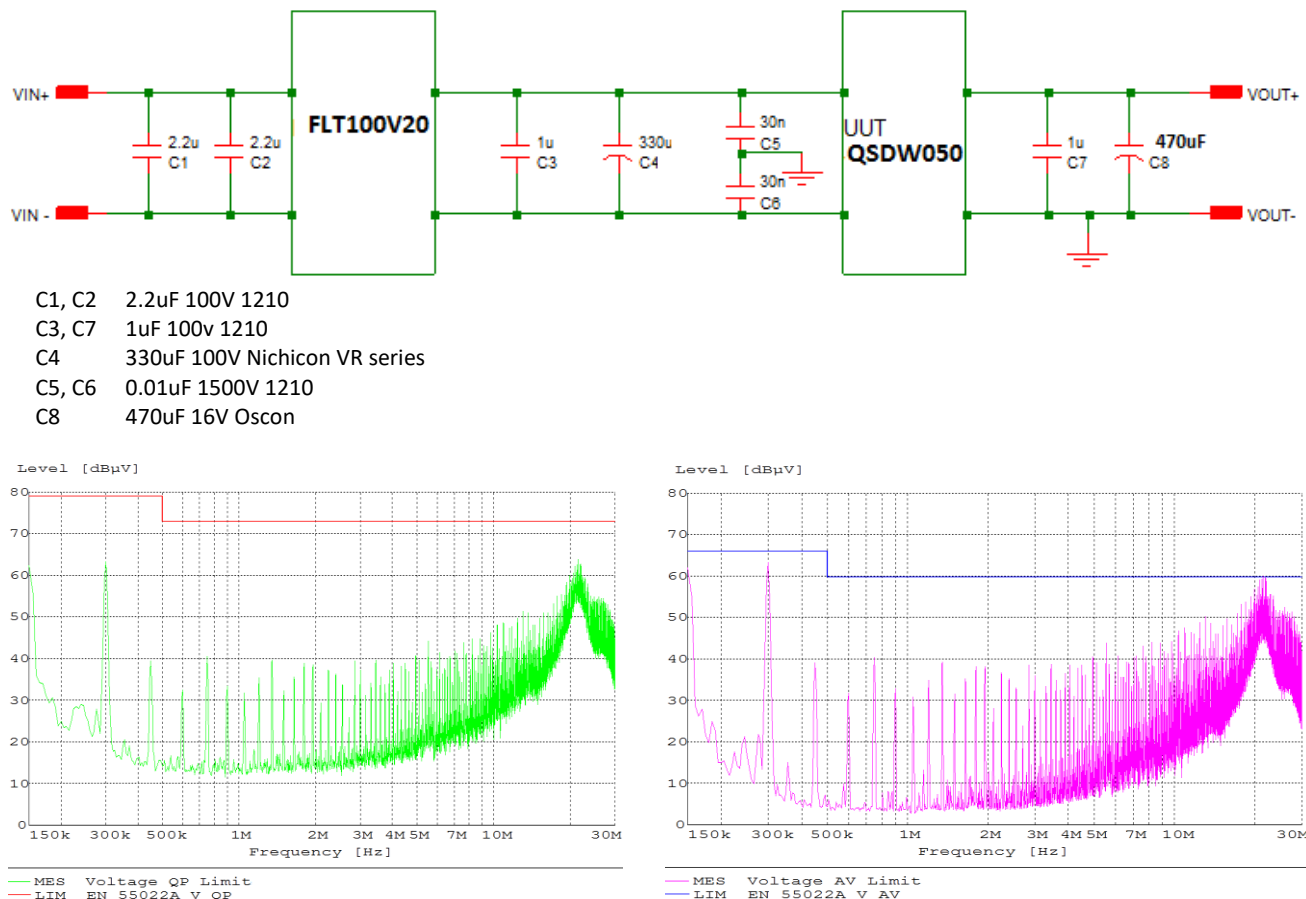 VIN+
VIN -
2.2u
C1
2.2u
C2
FLT100V20
1u
C3
330u
C4
30n
C5
30n
C6
UUT
QSDW050
1u
C7
470uF
C8
VOUT+
VOUT-
C1, C2 2.2uF 100V 1210
C3, C7 1uF 100v 1210
C4 330uF 100V Nichicon VR series
C5, C6 0.01uF 1500V 1210
C8 470uF 16V Oscon
Level [dBµV]
80
70
60
50
40
30
20
10
0
150k 300k 500k 1M 2M 3M 4M 5M 7M 10M 30M
Frequency [Hz]
MES Voltage QP Limit
LIM EN 55022A V QP
Level [dBµV]
80
70
60
50
40
30
20
10
0
150k 300k 500k 1M 2M 3M 4M 5M 7M 10M 30M
Frequency [Hz]
MES Voltage AV Limit
LIM EN 55022A V AV